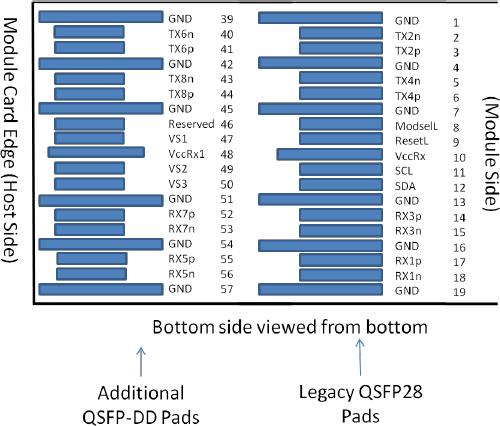 Module Card Edge (Host Side)
GND 39 GND 1
TX6n 40 TX2n 2
TX6p 41 TX2p 3
GND 42 GND 4
TX8n 43 TX4n 5
TX8p 44 TX4p 6
GND 45 GND 7
Reserved 46 ModselL 8
VS1 47 ResetL 9
VccRx1 48 VccRx 10
VS2 49 SCL 11
VS3 50 SDA 12
GND 51 GND 13
RX7p 52 RX3p 14
RX7n 53 RX3n 15
GND 54 GND 16
RX5p 55 RX1p 17
RX5n 56 RX1n 18
GND 57 GND 19
(Module Side)
Bottom side viewed from bottom
Additional
QSFP-DD Pads
Legacy QSFP28
Pads